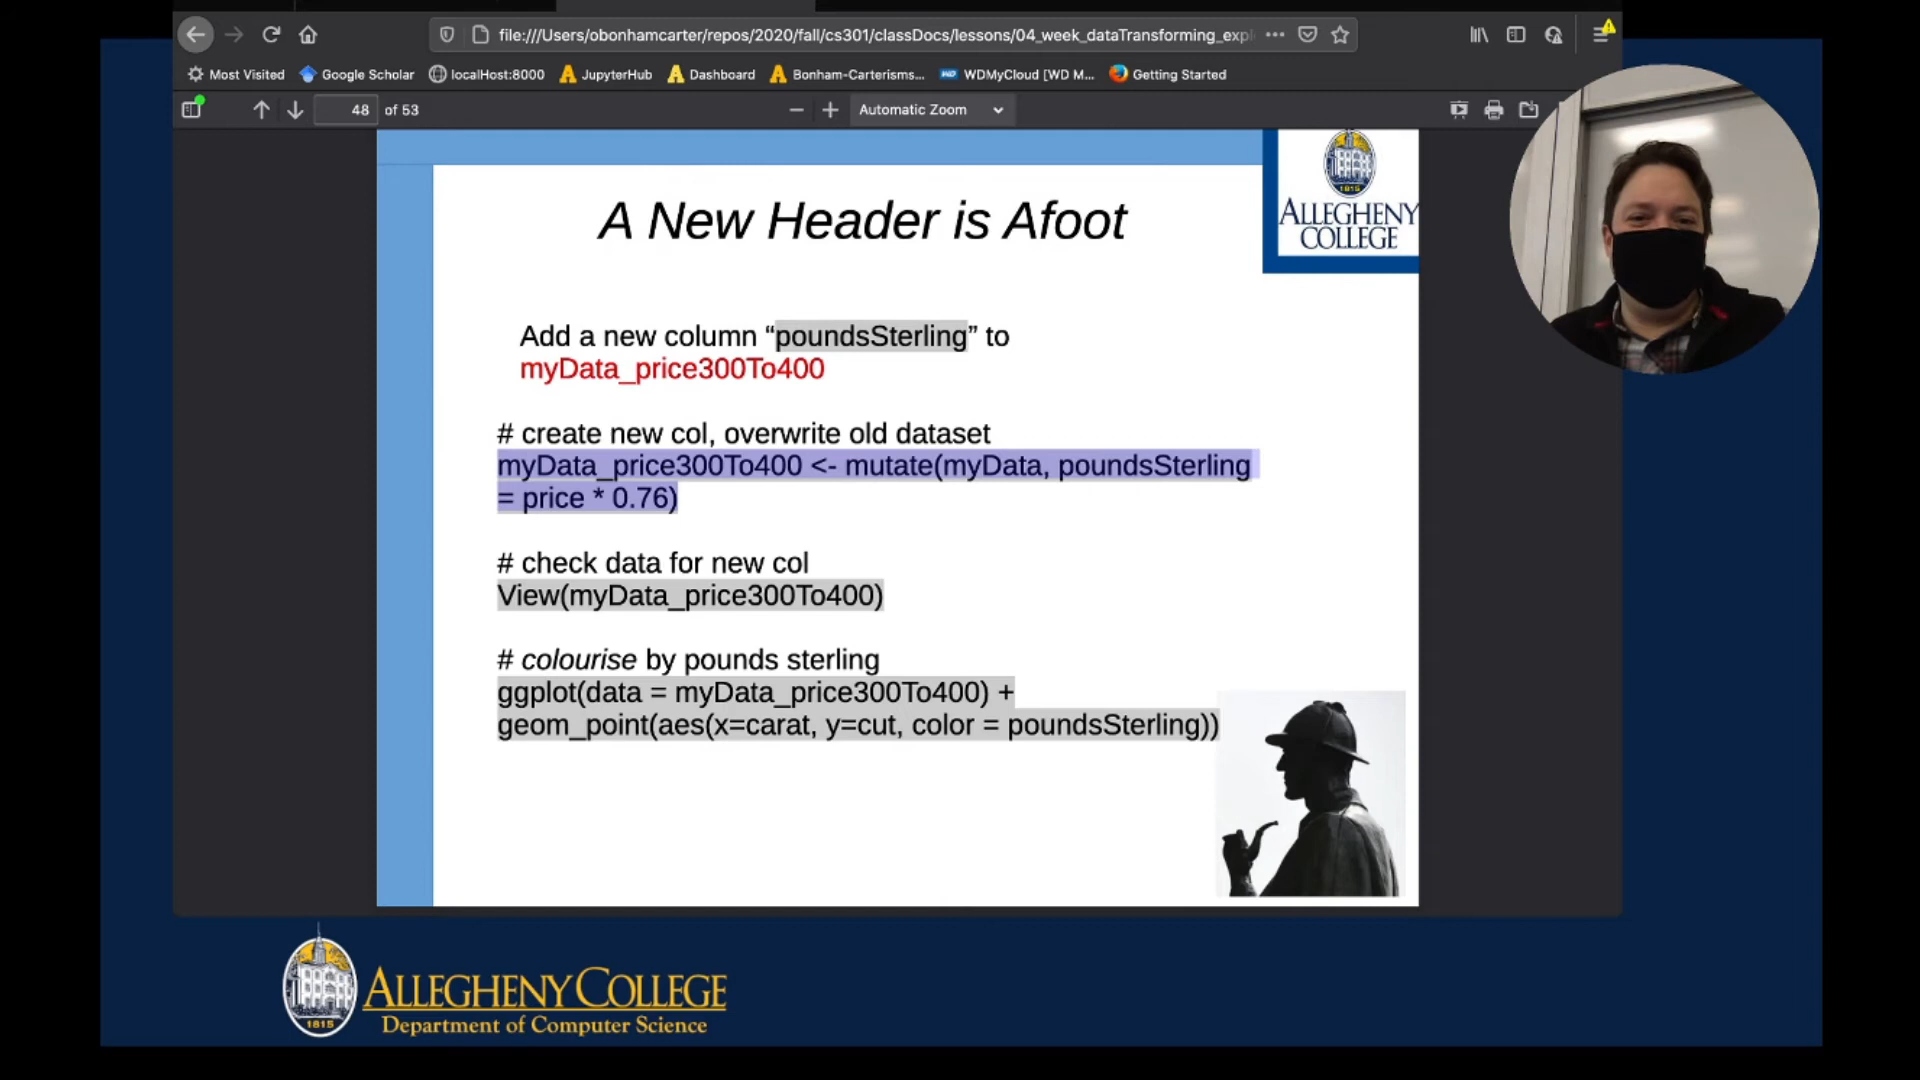 file:///Users/obonhamcarter/repos/2020/fall/cs301/classDocs/lessons/04_week_dataTransforming_expl
Most Visited Google Scholar localHost:8000 JupyterHub Dashboard Bonham-Carterisms... WDMyCloud [WD M... Getting Started
48 of 53 Automatic Zoom
1815
ALLEGHENY
COLLEGE
A New Header is Afoot
Add a new column “poundsSterling” to
myData_price300To400
# create new col, overwrite old dataset
myData_price300To400 <- mutate(myData, poundsSterling
= price * 0.76)
# check data for new col
View(myData_price300To400)
# colourise by pounds sterling
ggplot(data = myData_price300To400) +
geom_point(aes(x=carat, y=cut, color = poundsSterling))
1815
ALLEGHENY COLLEGE
Department of Computer Science